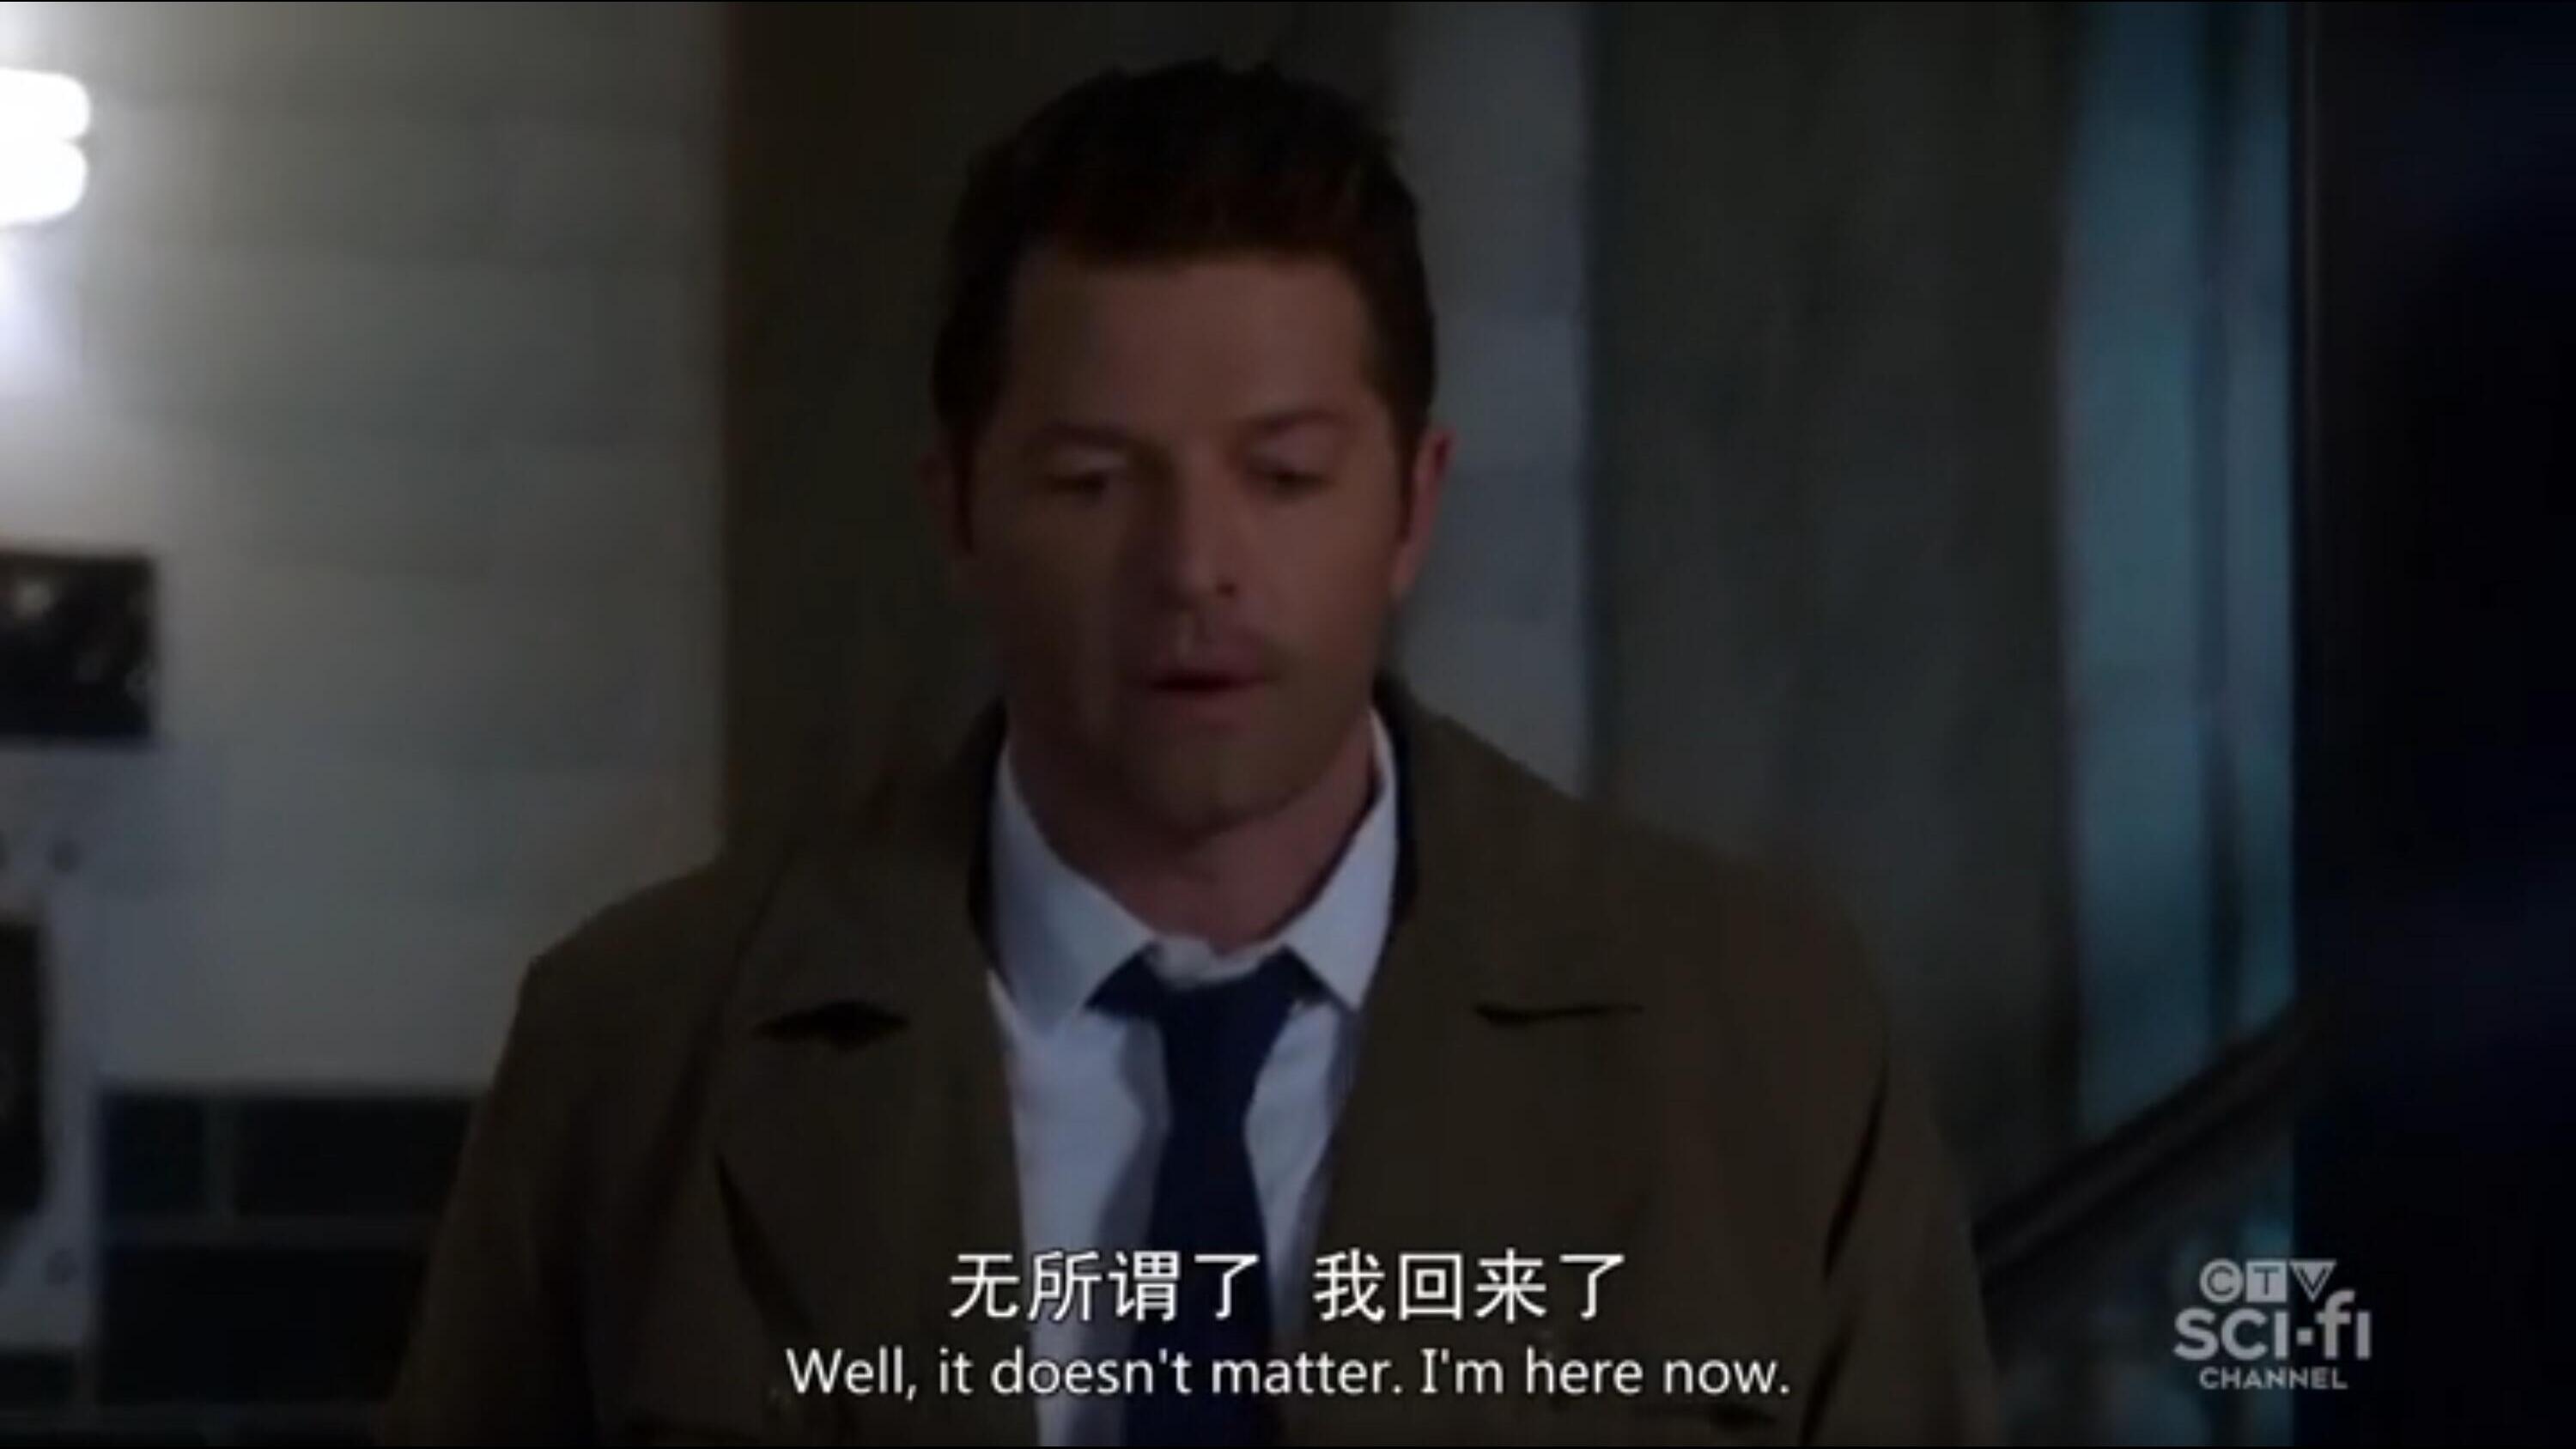 无所谓了 我回来了
Well, it doesn't matter. I'm here now.
CTV
SCI-fI
CHANNEL